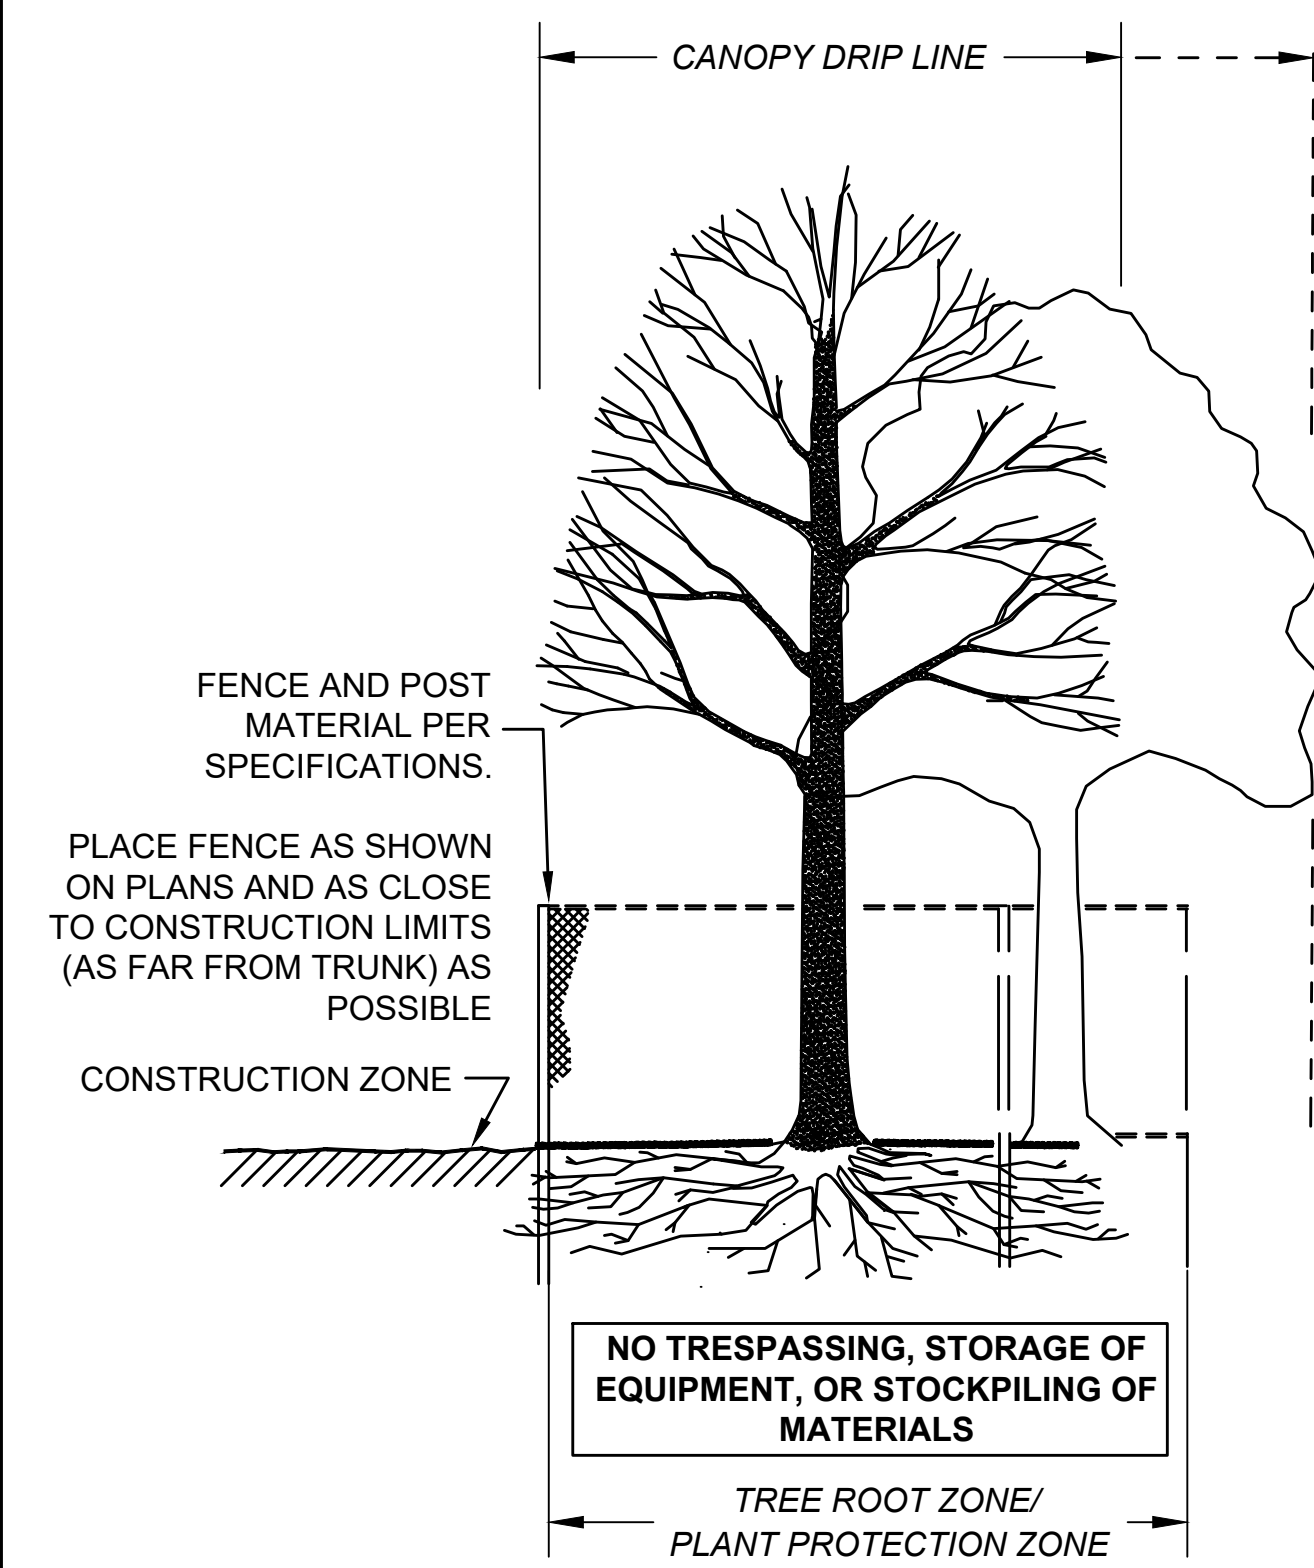 CANOPY DRIP LINE
FENCE AND POST
MATERIAL PER
SPECIFICATIONS.
PLACE FENCE AS SHOWN
ON PLANS AND AS CLOSE
TO CONSTRUCTION LIMITS
(AS FAR FROM TRUNK) AS
POSSIBLE
CONSTRUCTION ZONE
NO TRESPASSING, STORAGE OF
EQUIPMENT, OR STOCKPILING OF
MATERIALS
TREE ROOT ZONE/
PLANT PROTECTION ZONE